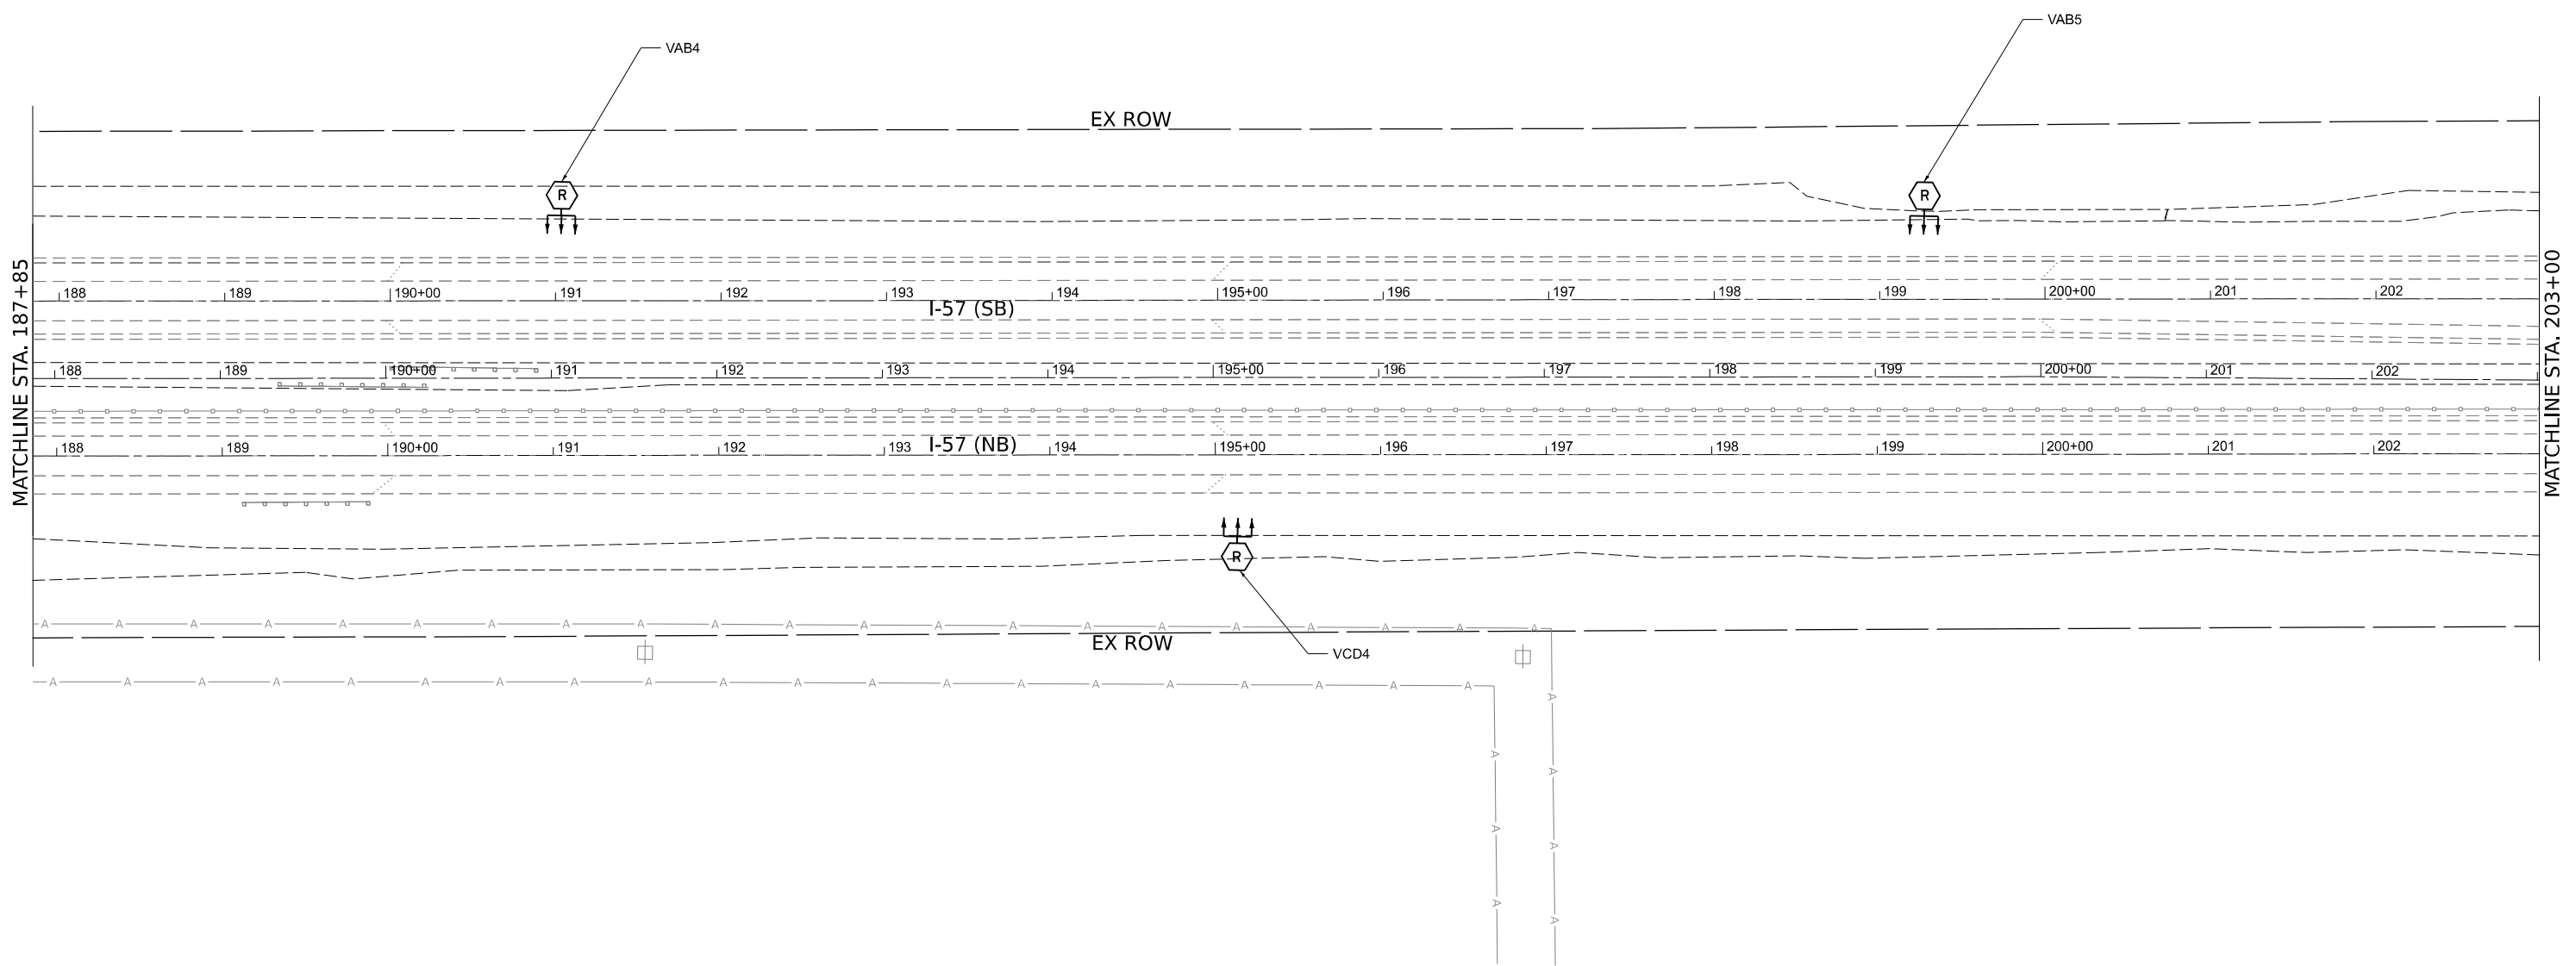 VAB5
VAB4
EX ROW
R
R
MATCHLINE STA. 187+85
MATCHLINE STA. 203+00
188 189 190+00 191 192 193 194 195+00 196 197 198 199 200+00 201 202
I-57 (SB)
188 189 190+00 191 192 193 194 195+00 196 197 198 199 200+00 201 202
I-57 (NB)
188 189 190+00 191 192 193 194 195+00 196 197 198 199 200+00 201 202
R
A A A A A A A A A A A A A A A A A A A A A
EX ROW
VCD4
A A A A A A A A A A A A A A A A A A A A
A
A
A
A
A
A
A